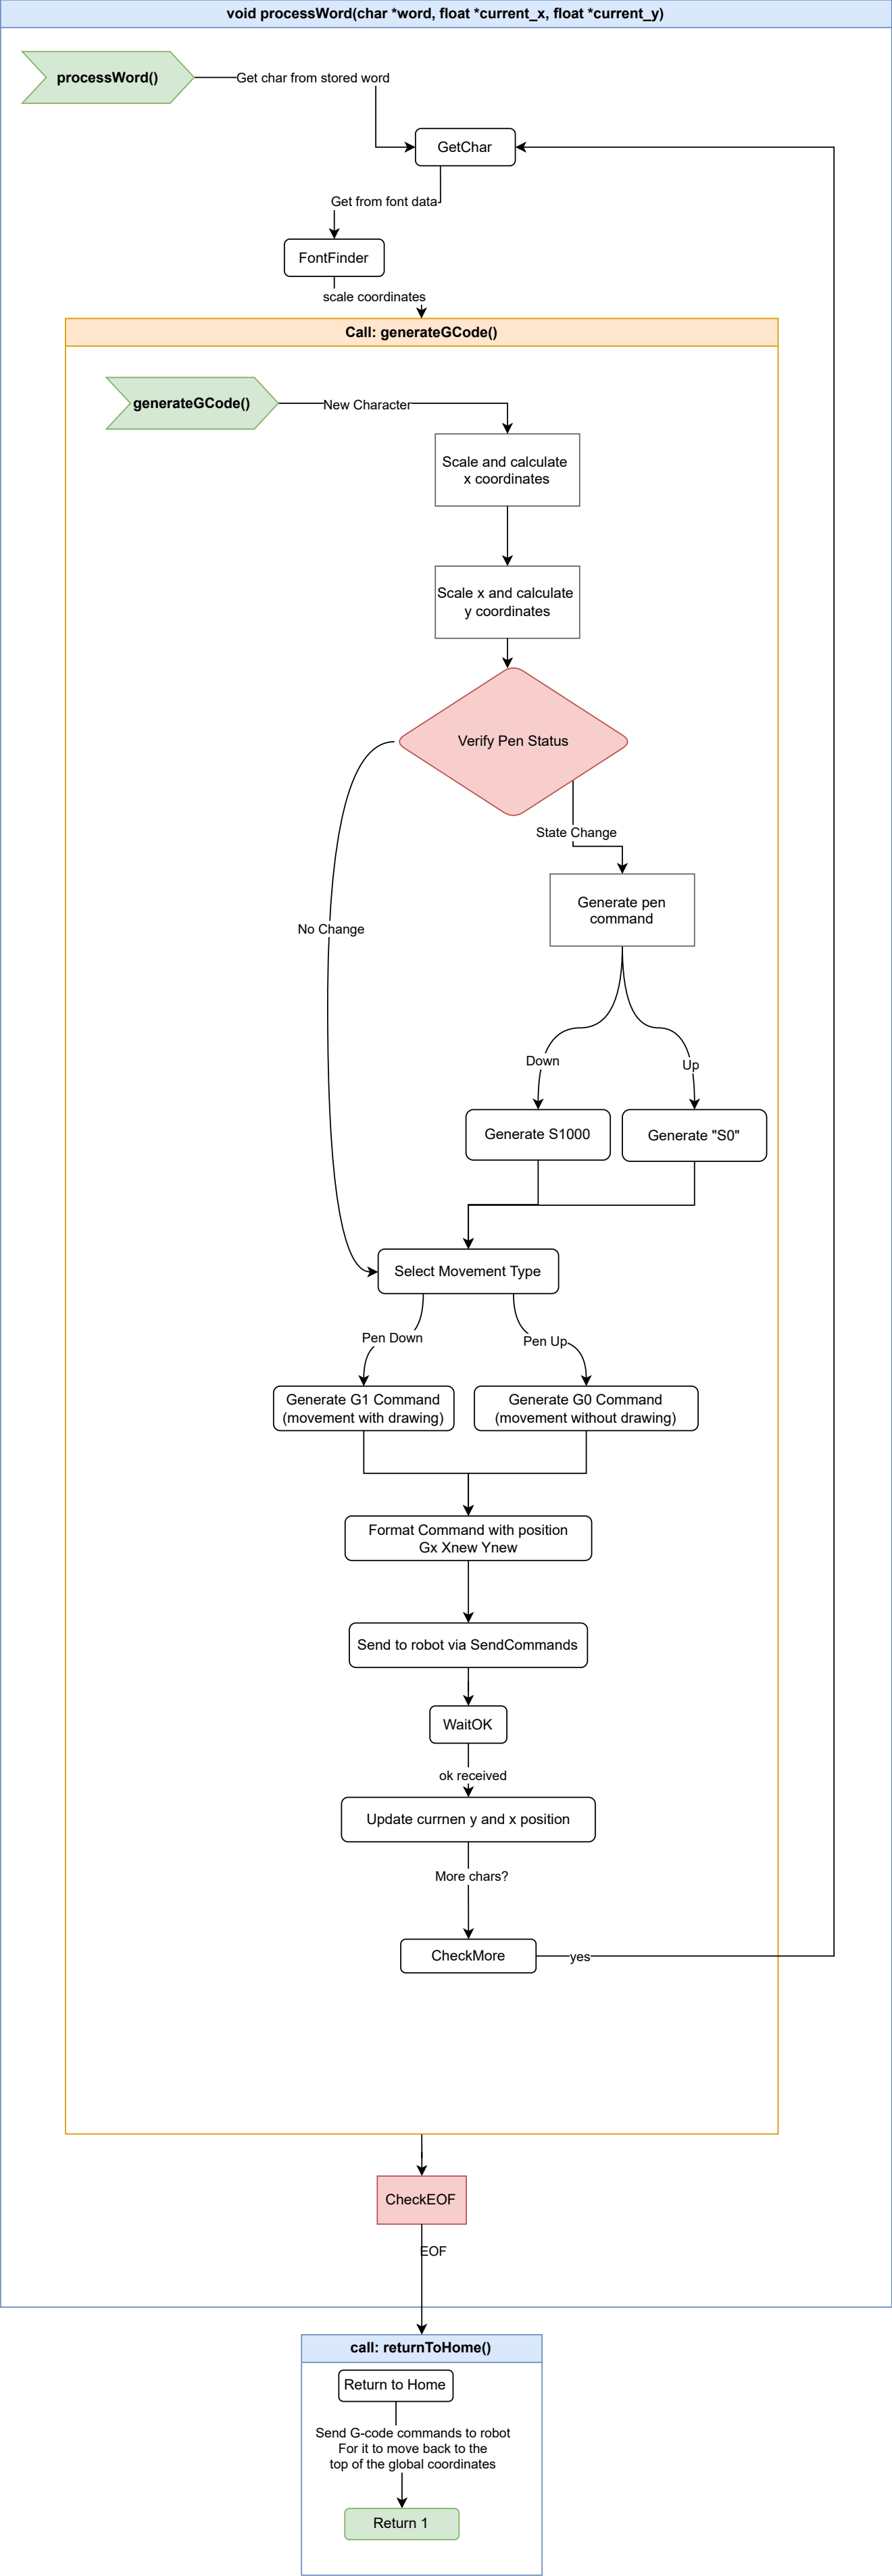 void processWord(char *word, float *current_x, float *current_y)
processWord()
Get char from stored word
GetChar
Get from font data
FontFinder
scale coordinates
Call: generateGCode()
generateGCode()
New Character
Scale and calculate
x coordinates
Scale x and calculate
y coordinates
Verify Pen Status
State Change
Generate pen
command
No Change
Down
Up
Generate S1000
Generate "S0"
Select Movement Type
Pen Down
Pen Up
Generate G1 Command
(movement with drawing)
Generate G0 Command
(movement without drawing)
Format Command with position
Gx Xnew Ynew
Send to robot via SendCommands
WaitOK
ok received
Update currnen y and x position
More chars?
CheckMore
yes
CheckEOF
EOF
call: returnToHome()
Return to Home
Send G-code commands to robot
For it to move back to the
top of the global coordinates
Return 1